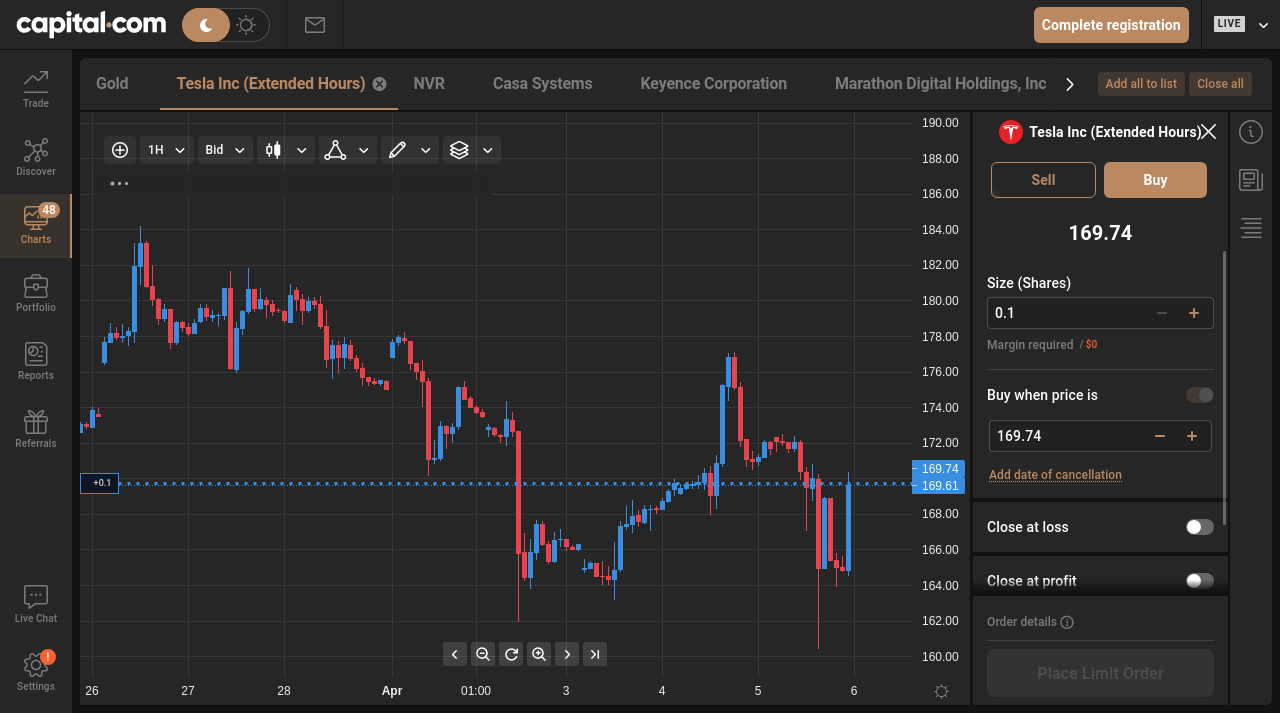 capital.com
Complete registration
LIVE
Trade
Discover
48
Charts
Portfolio
Reports
Referrals
Live Chat
!
Settings
Gold
Tesla Inc (Extended Hours)
NVR
Casa Systems
Keyence Corporation
Marathon Digital Holdings, Inc
Add all to list
Close all
1H
Bid
190.00
188.00
186.00
184.00
182.00
180.00
178.00
176.00
174.00
172.00
169.74
169.61
168.00
166.00
164.00
162.00
160.00
+0.1
26
27
28
Apr
01:00
3
4
5
6
Tesla Inc (Extended Hours)
Sell
Buy
169.74
Size (Shares)
0.1
Margin required / $0
Buy when price is
169.74
Add date of cancellation
Close at loss
Close at profit
Order details
Place Limit Order